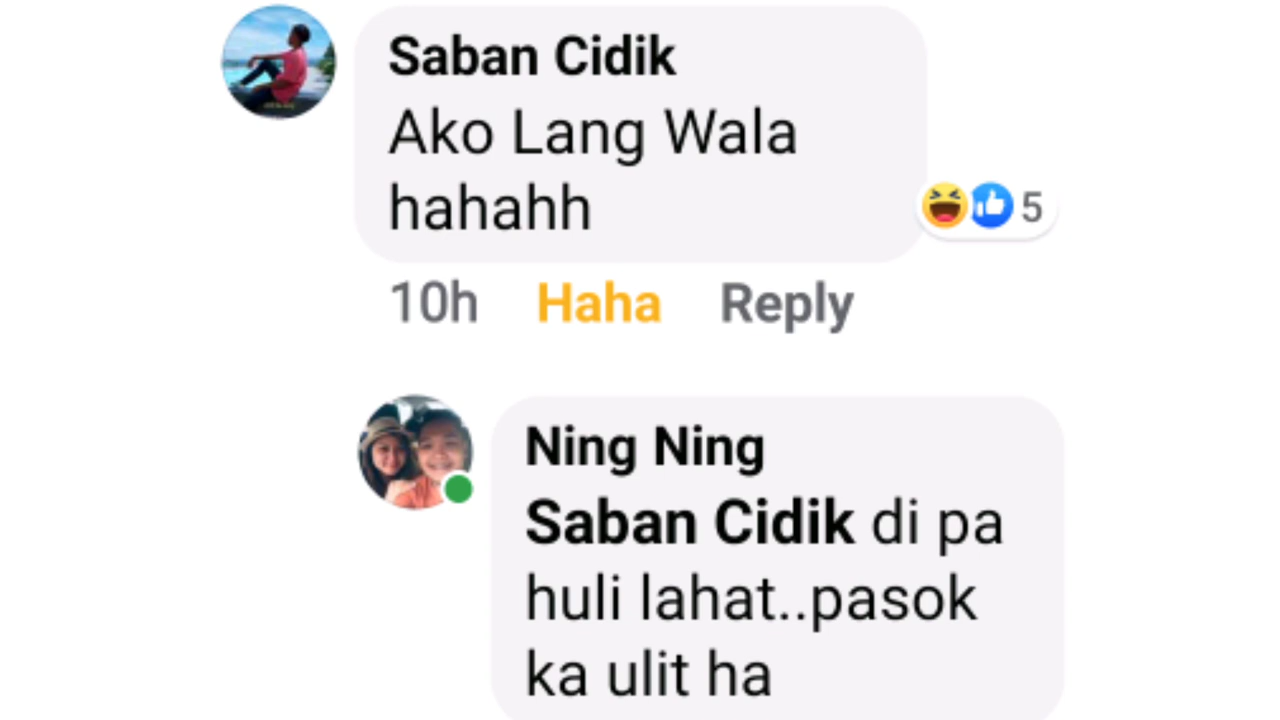 Saban Cidik
Ako Lang Wala
hahahh
5
10h Haha Reply
Ning Ning
Saban Cidik di pa
huli lahat..pasok
ka ulit ha